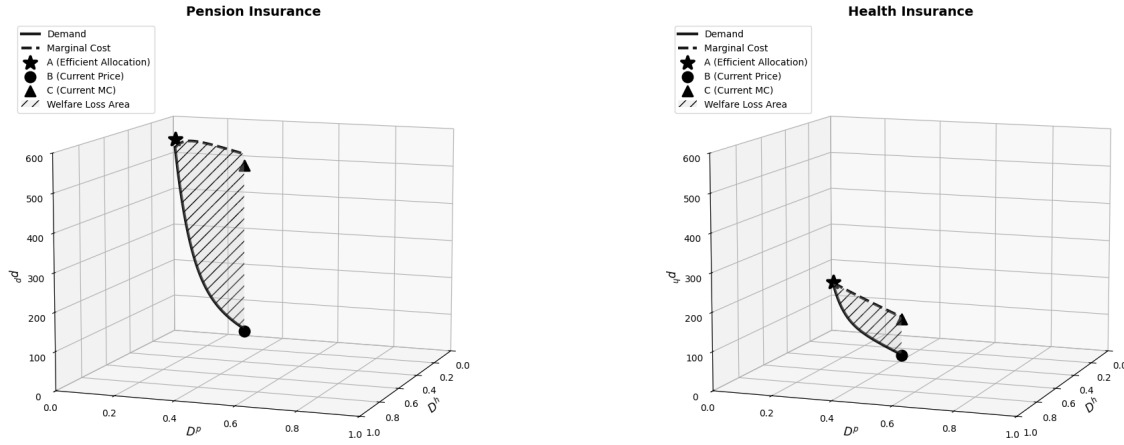 Pension Insurance
Demand
Marginal Cost
A (Efficient Allocation)
B (Current Price)
C (Current MC)
Welfare Loss Area
600
500
400
300
200
100
0
p_p
0.0
0.2
0.4
0.6
0.8
1.0
D^p
1.0
0.8
0.6
0.4
0.2
0.0
D^h
Health Insurance
Demand
Marginal Cost
A (Efficient Allocation)
B (Current Price)
C (Current MC)
Welfare Loss Area
600
500
400
300
200
100
0
p_h
0.0
0.2
0.4
0.6
0.8
1.0
D^p
1.0
0.8
0.6
0.4
0.2
0.0
D^h